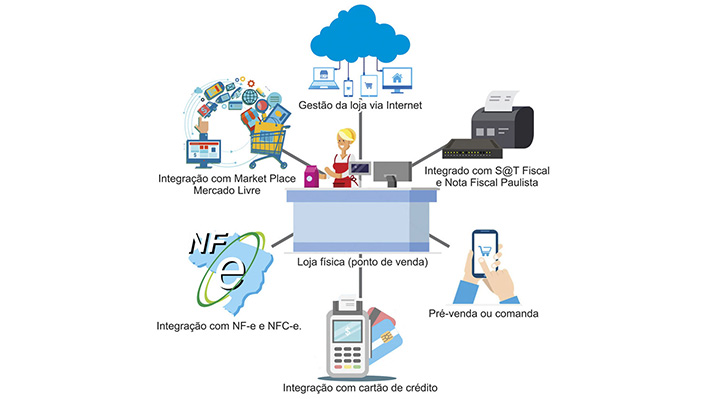 Gestão da loja via Internet
Integração com Market Place
Mercado Livre
Integrado com S@T Fiscal
e Nota Fiscal Paulista
Loja física (ponto de venda)
NF
e
Integração com NF-e e NFC-e.
Pré-venda ou comanda
Integração com cartão de crédito